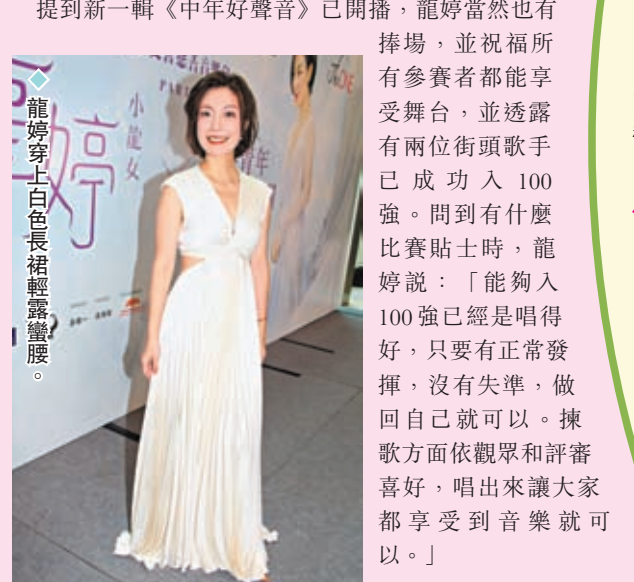 提到新一輯《中年好聲音》已開播，龍婷當然也有
捧場，並祝福所
有參賽者都能享
受舞台，並透露
有兩位街頭歌手
已成功入100
強。問到有什麼
比賽貼士時，龍
婷説：「能夠入
100強已經是唱得
好，只要有正常發
揮，沒有失準，做
回自己就可以。揀
歌方面依觀眾和評審
喜好，唱出來讓大家
都享受到音樂就可
以。」
龍婷穿上白色長裙輕露蠻腰。
婷
小龍女